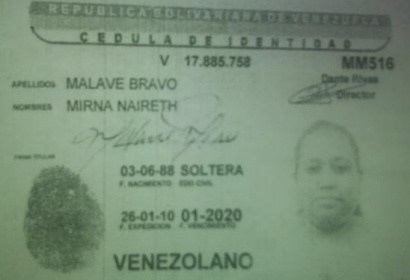 REPUBLICA BOLIVARIANA DE VENEZUELA
CEDULA DE IDENTIDAD
V 17.885.758 MM516
APELLIDOS MALAVE BRAVO Dante Rivas
Director
NOMBRES MIRNA NAIRETH
FIRMA TITULAR
03-06-88 SOLTERA
F. NACIMIENTO EDO CIVIL
26-01-10 01-2020
F. EXPEDICION F. VENCIMIENTO
VENEZOLANO